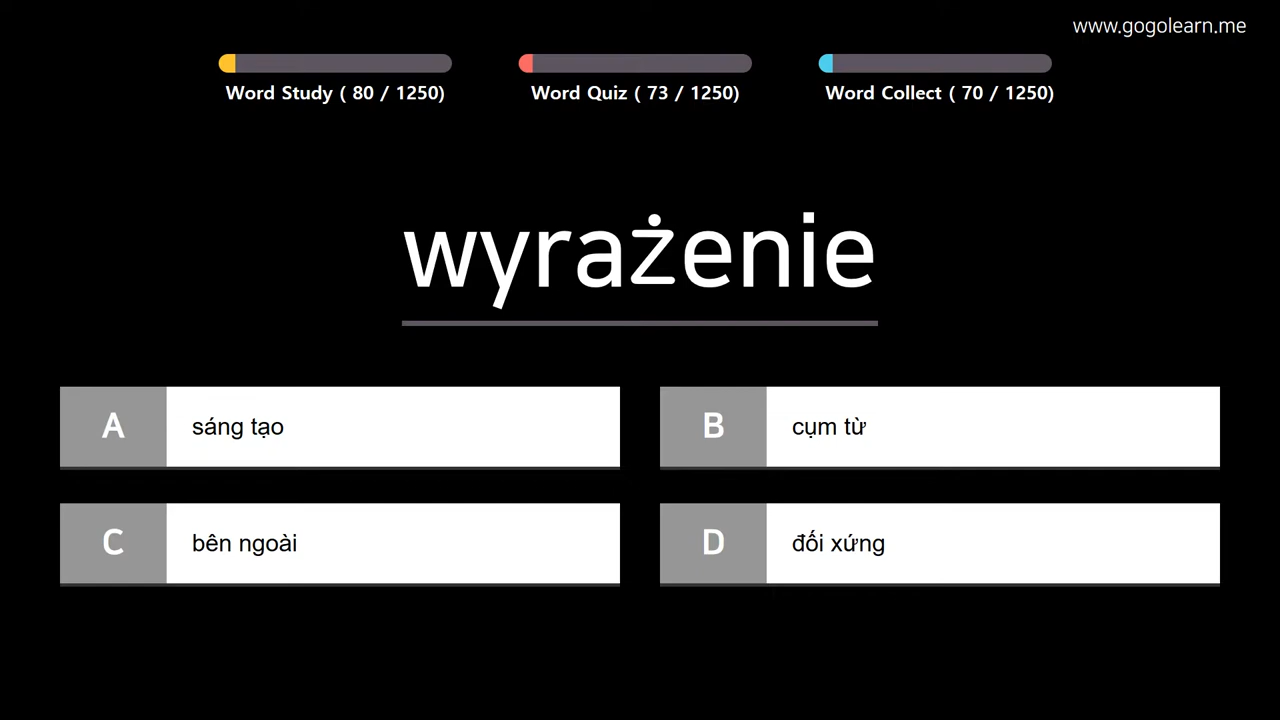 www.gogolearn.me
Word Study ( 80 / 1250)
Word Quiz ( 73 / 1250)
Word Collect ( 70 / 1250)
wyrażenie
A sáng tạo
B cụm từ
C bên ngoài
D đối xứng